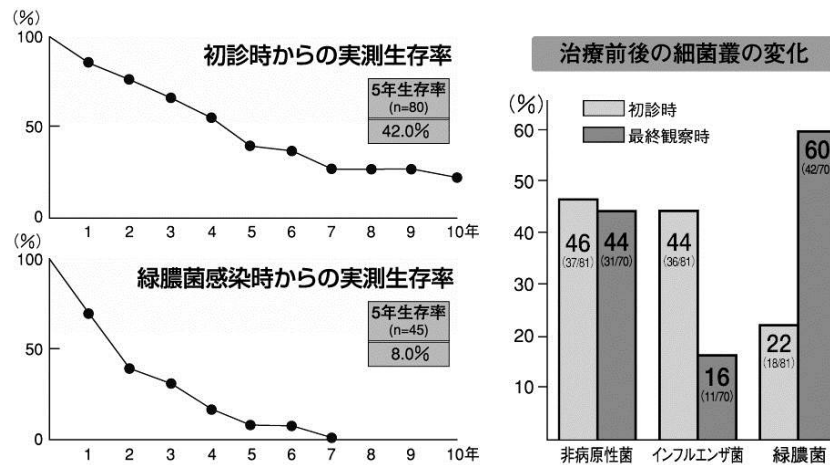 (%)
初診時からの実測生存率
100
50
0
5年生存率
(n=80)
42.0%
1 2 3 4 5 6 7 8 9 10年
(%)
緑膿菌感染時からの実測生存率
100
50
0
5年生存率
(n=45)
8.0%
1 2 3 4 5 6 7 8 9 10年
治療前後の細菌叢の変化
(%)
初診時
最終観察時
60
50
40
30
20
10
46
(37/81)
44
(31/70)
44
(36/81)
16
(11/70)
22
(18/81)
60
(42/70
非病原性菌 インフルエンザ菌 緑膿菌